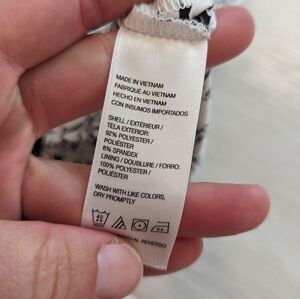 MADE IN VIETNAM
FABRIQUÉ AU VIETNAM
HECHO EN VIETNAM
CON INSUMOS IMPORTADOS
SHELL / EXTÉRIEUR /
TELA EXTERIOR:
92% POLYESTER /
POLIÉSTER
8% SPANDEX
LINING / DOUBLURE / FORRO:
100% POLYESTER /
POLIÉSTER
WASH WITH LIKE COLORS,
DRY PROMPTLY
REVERSO